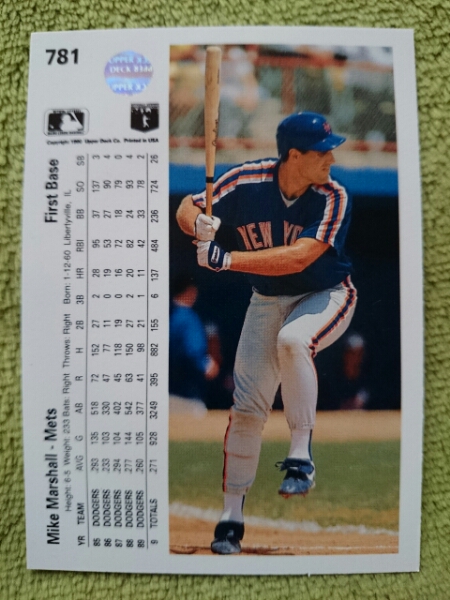 781
UPPER D
DECK
UPPER D
DECK
Copyright 1990 Upper Deck Co. Printed in USA
Mike Marshall - Mets First Base
Height: 6-5 Weight: 233 Bats: Right Throws: Right Born: 1-12-60 Libertyville, IL
YR TEAM AVG G AB R H 2B 3B HR RBI BB SO SB
85 DODGERS .293 135 518 72 152 27 2 28 95 37 137 3
86 DODGERS .233 103 330 47 77 11 0 19 53 27 90 4
87 DODGERS .294 104 402 45 118 19 0 16 72 18 79 0
88 DODGERS .277 144 542 63 150 27 2 20 82 24 93 4
89 DODGERS .260 105 377 41 98 21 1 11 42 33 78 2
9 TOTALS .271 928 3249 395 882 155 6 137 484 236 724 26
NEW Y